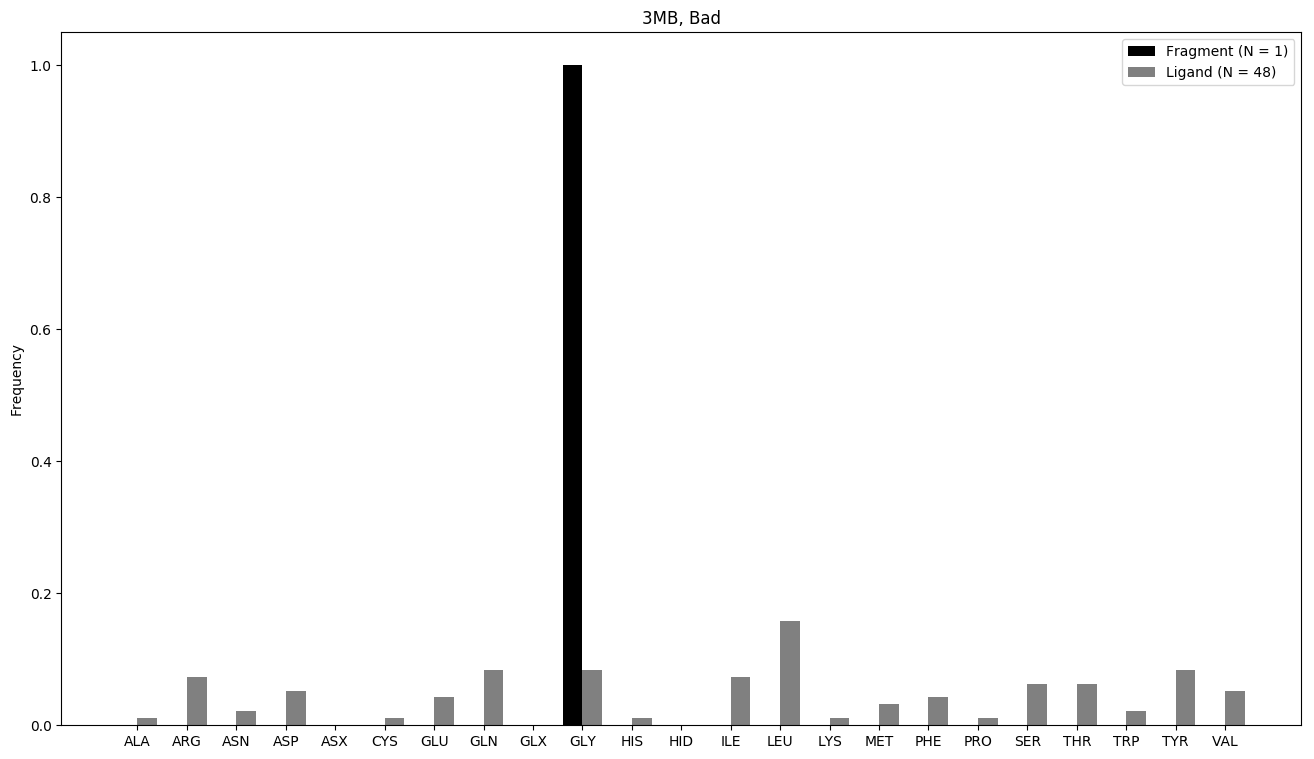 3MB, Bad
Fragment (N = 1)
Ligand (N = 48)
Frequency
1.0
0.8
0.6
0.4
0.2
0.0
ALA ARG ASN ASP ASX CYS GLU GLN GLX GLY HIS HID ILE LEU LYS MET PHE PRO SER THR TRP TYR VAL